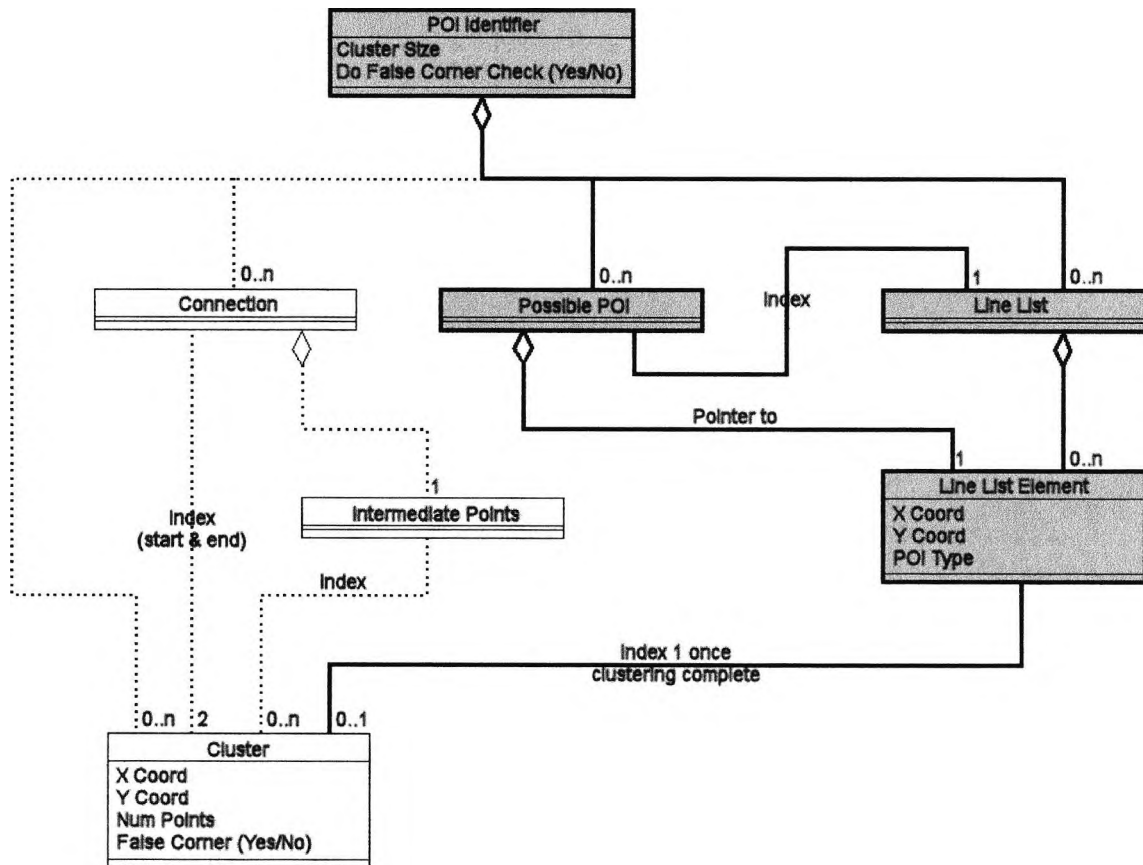 POI Identifier
Cluster Size
Do False Corner Check (Yes/No)
0..n
0..n
1
0..n
Connection
Possible POI
Index
Line List
Pointer to
1
1
0..n
Intermediate Points
Line List Element
X Coord
Y Coord
POI Type
Index
(start & end)
Index
Index 1 once
clustering complete
0..n
2
0..n
0..1
Cluster
X Coord
Y Coord
Num Points
False Corner (Yes/No)